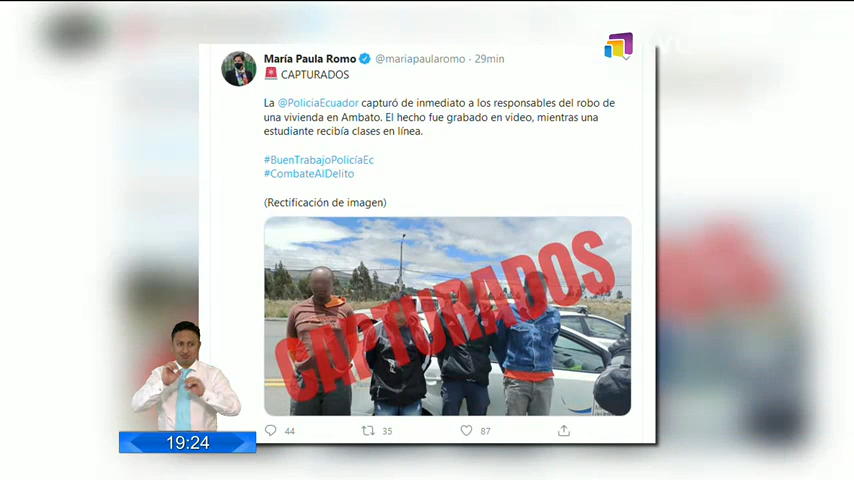 María Paula Romo @mariapaularomo · 29min
🚨 CAPTURADOS
La @PoliciaEcuador capturó de inmediato a los responsables del robo de
una vivienda en Ambato. El hecho fue grabado en video, mientras una
estudiante recibía clases en línea.
#BuenTrabajoPolicíaEc
#CombateAlDelito
(Rectificación de imagen)
CAPTURADOS
44 35 87
19:24